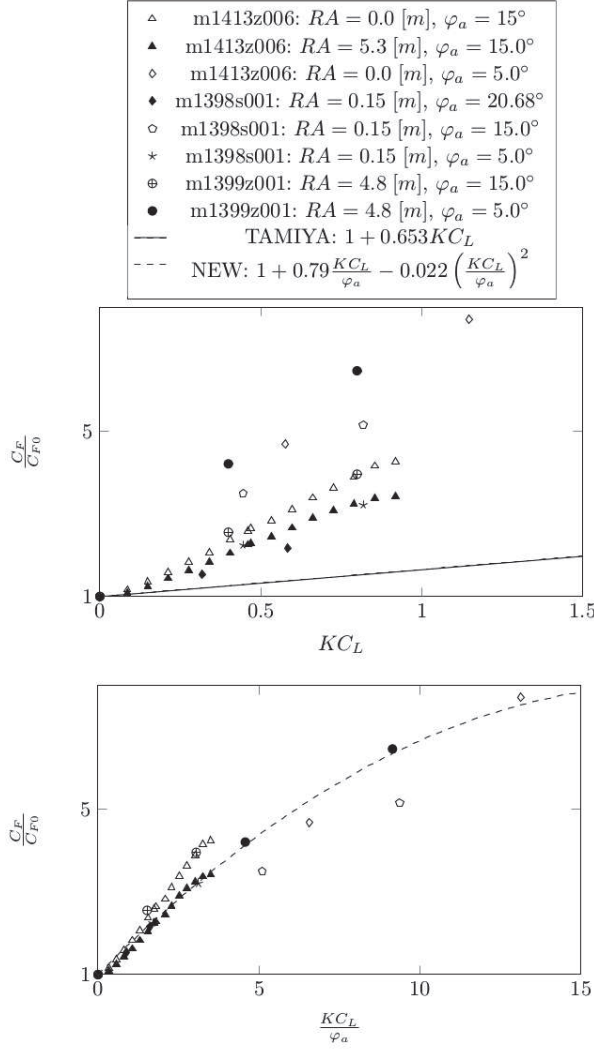 △ m1413z006: RA = 0.0 [m], φₐ = 15°
▲ m1413z006: RA = 5.3 [m], φₐ = 15.0°
◇ m1413z006: RA = 0.0 [m], φₐ = 5.0°
◆ m1398s001: RA = 0.15 [m], φₐ = 20.68°
⬠ m1398s001: RA = 0.15 [m], φₐ = 15.0°
⋆ m1398s001: RA = 0.15 [m], φₐ = 5.0°
⊕ m1399z001: RA = 4.8 [m], φₐ = 15.0°
● m1399z001: RA = 4.8 [m], φₐ = 5.0°
TAMIYA: 1 + 0.653KC_L
NEW: 1 + 0.79 KC_L/φₐ − 0.022 (KC_L/φₐ)²
5
C_F/C_F0
1
0 0.5 1 1.5
KC_L
5
C_F/C_F0
1
0 5 10 15
KC_L/φₐ